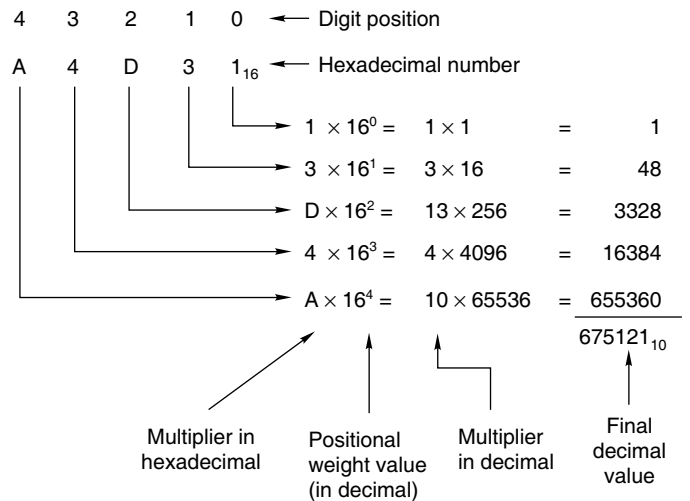 4 3 2 1 0 Digit position
A 4 D 3 1₁₆ Hexadecimal number
1 × 16⁰ = 1 × 1 = 1
3 × 16¹ = 3 × 16 = 48
D × 16² = 13 × 256 = 3328
4 × 16³ = 4 × 4096 = 16384
A × 16⁴ = 10 × 65536 = 655360
675121₁₀
Multiplier in
hexadecimal
Positional
weight value
(in decimal)
Multiplier
in decimal
Final
decimal
value